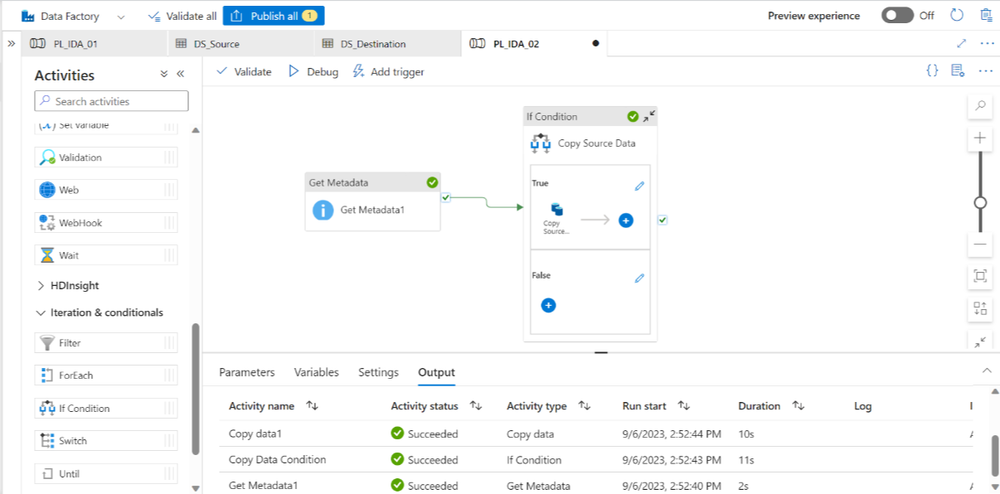 Data Factory
Validate all
Publish all 1
Preview experience
Off
PL_IDA_01
DS_Source
DS_Destination
PL_IDA_02
Activities
Search activities
Set variable
Validation
Web
WebHook
Wait
HDInsight
Iteration & conditionals
Filter
ForEach
If Condition
Switch
Until
Validate
Debug
Add trigger
Get Metadata
Get Metadata1
If Condition
Copy Source Data
True
Copy
Source...
False
Parameters Variables Settings Output
Activity name Activity status Activity type Run start Duration Log
Copy data1 Succeeded Copy data 9/6/2023, 2:52:44 PM 10s
Copy Data Condition Succeeded If Condition 9/6/2023, 2:52:43 PM 11s
Get Metadata1 Succeeded Get Metadata 9/6/2023, 2:52:40 PM 2s